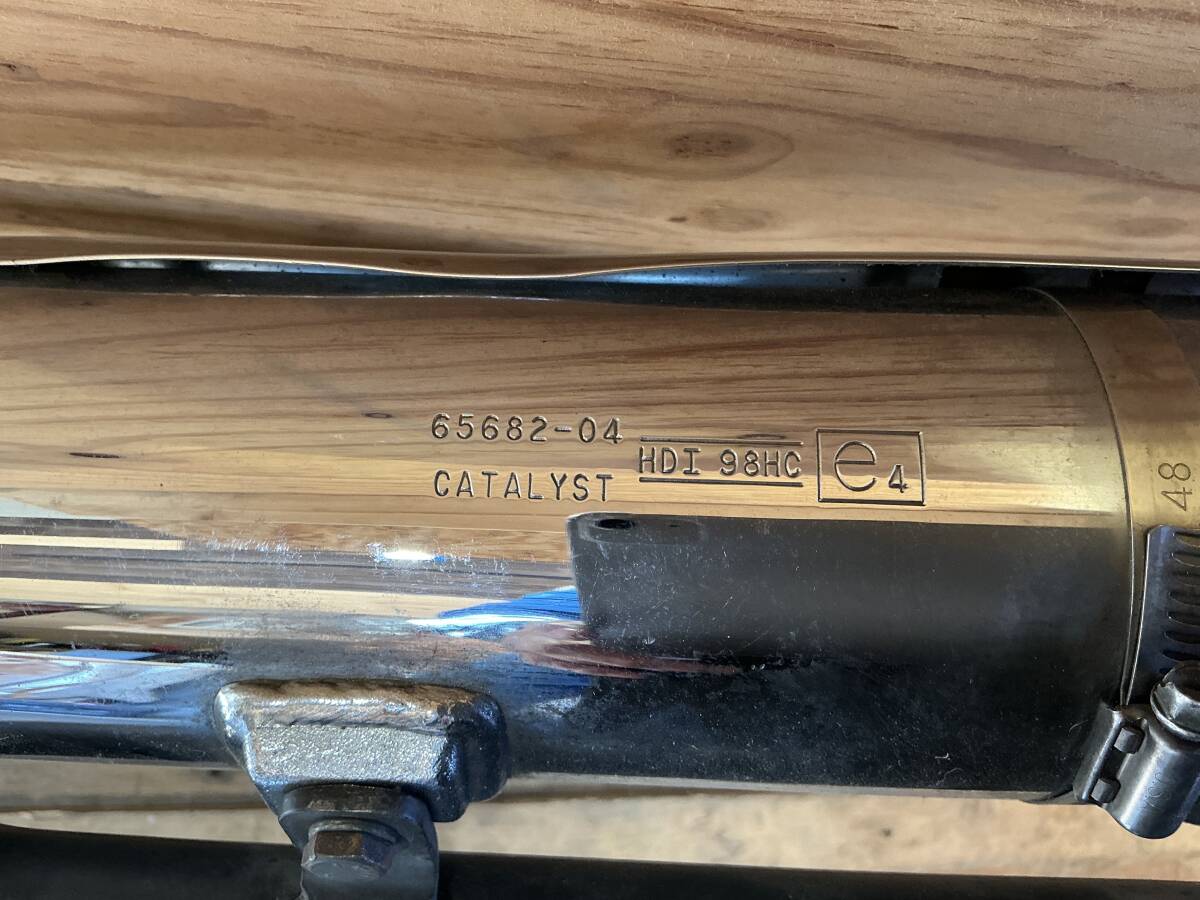 65682-04
CATALYST
HDI 98HC
e4
48